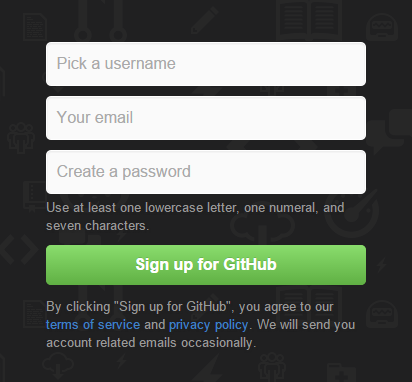 Pick a username
Your email
Create a password
Use at least one lowercase letter, one numeral, and
seven characters.
Sign up for GitHub
By clicking "Sign up for GitHub", you agree to our
terms of service and privacy policy. We will send you
account related emails occasionally.